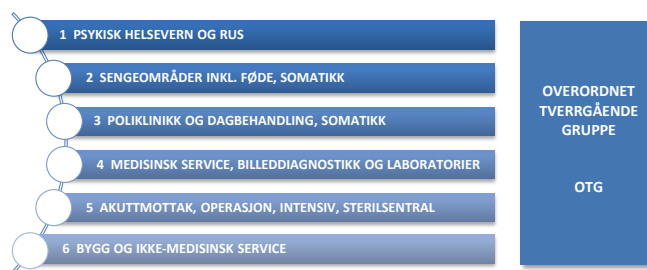 1 PSYKISK HELSEVERN OG RUS
2 SENGEOMRÅDER INKL. FØDE, SOMATIKK
3 POLIKLINIKK OG DAGBEHANDLING, SOMATIKK
4 MEDISINSK SERVICE, BILLEDDIAGNOSTIKK OG LABORATORIER
5 AKUTTMOTTAK, OPERASJON, INTENSIV, STERILSENTRAL
6 BYGG OG IKKE-MEDISINSK SERVICE
OVERORDNET
TVERRGÅENDE
GRUPPE
OTG